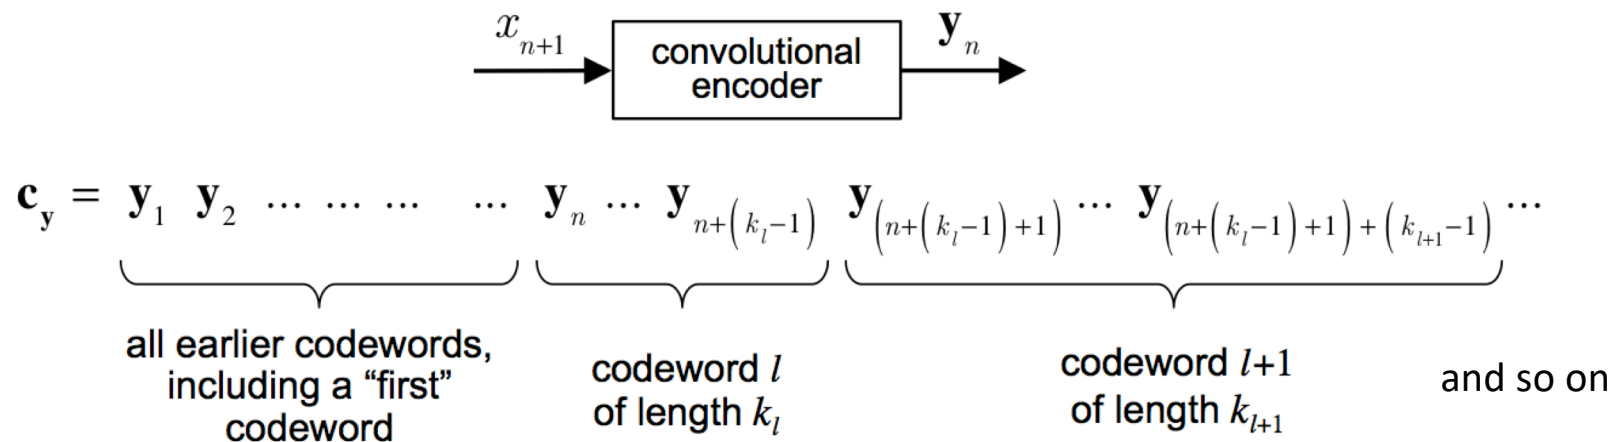 x_{n+1} convolutional encoder y_n
c_y = y_1 y_2 ... ... ... ... y_n ... y_{n+(k_l-1)} y_{(n+(k_l-1)+1)} ... y_{(n+(k_l-1)+1)+(k_{l+1}-1)} ...
all earlier codewords,
including a “first”
codeword
codeword l
of length k_l
codeword l+1
of length k_{l+1}
and so on